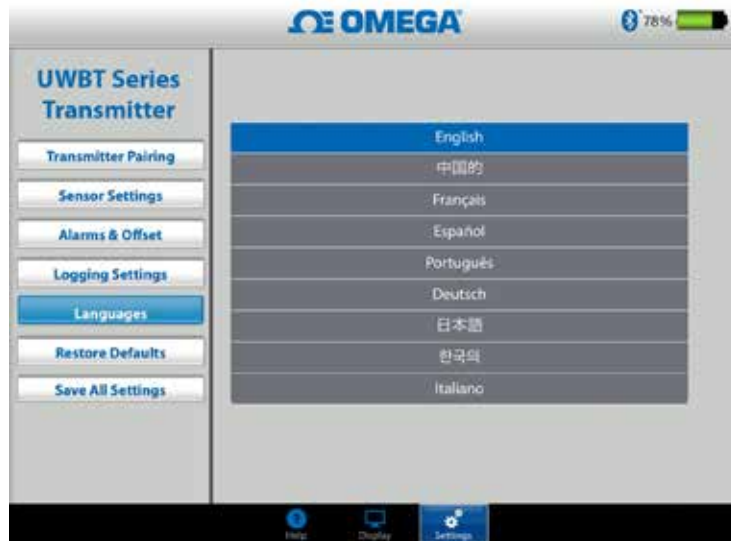 ΩE OMEGA
78%
UWBT Series
Transmitter
Transmitter Pairing
Sensor Settings
Alarms & Offset
Logging Settings
Languages
Restore Defaults
Save All Settings
English
中国的
Français
Español
Português
Deutsch
日本語
한국의
Italiano
Help
Display
Settings